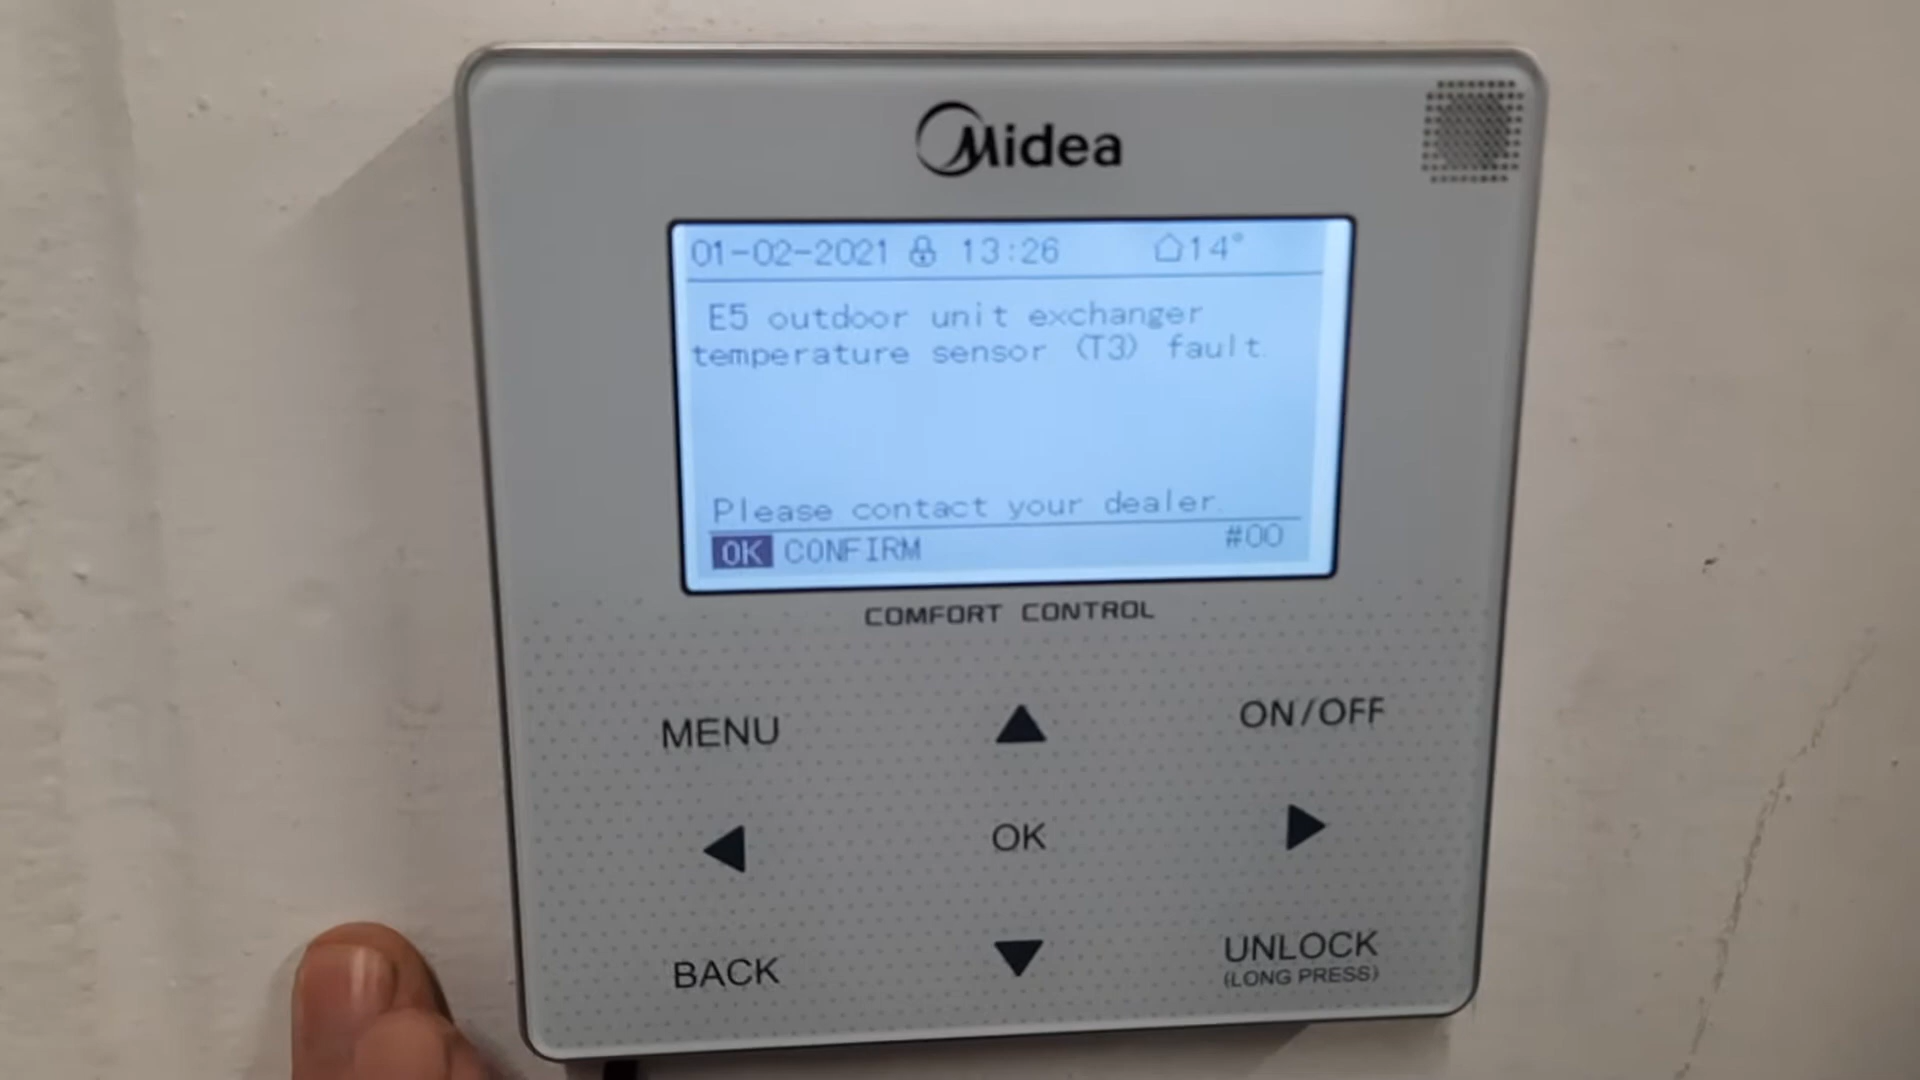 Midea
01-02-2021 13:26 14°
E5 outdoor unit exchanger
temperature sensor (T3) fault.
Please contact your dealer.
OK CONFIRM #00
COMFORT CONTROL
MENU ON/OFF
OK
BACK UNLOCK
(LONG PRESS)